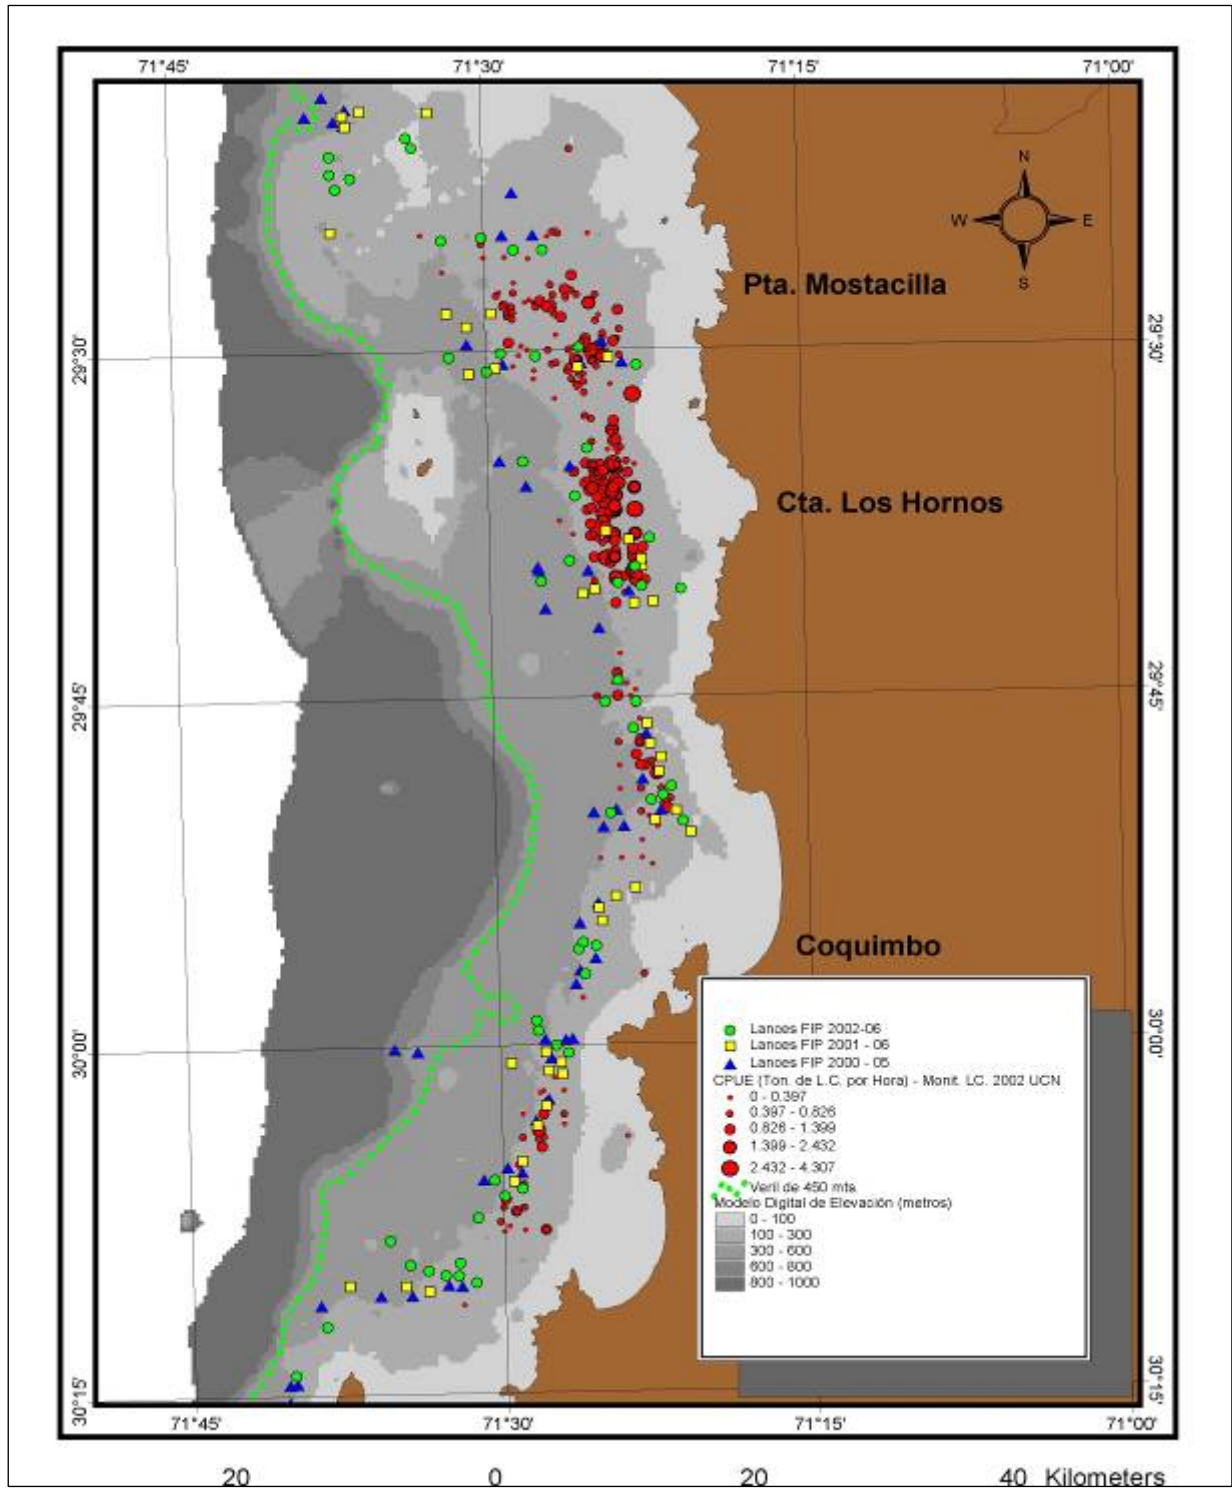 71°45' 71°30' 71°15' 71°00'
N
W E
S
Pta. Mostacilla
29°30' 29°30'
Cta. Los Hornos
29°45' 29°45'
Coquimbo
30°00' 30°00'
Lances FIP 2002-06
Lances FIP 2001 - 06
Lances FIP 2000 - 05
CPUE (Ton. de L.C. por Hora) - Monit. LC. 2002 UCN
0 - 0.397
0.397 - 0.826
0.826 - 1.399
1.399 - 2.432
2.432 - 4.307
Veril de 450 mts.
Modelo Digital de Elevación (metros)
0 - 100
100 - 300
300 - 600
600 - 800
800 - 1000
30°15' 30°15'
71°45' 71°30' 71°15' 71°00'
20 0 20 40 Kilometers